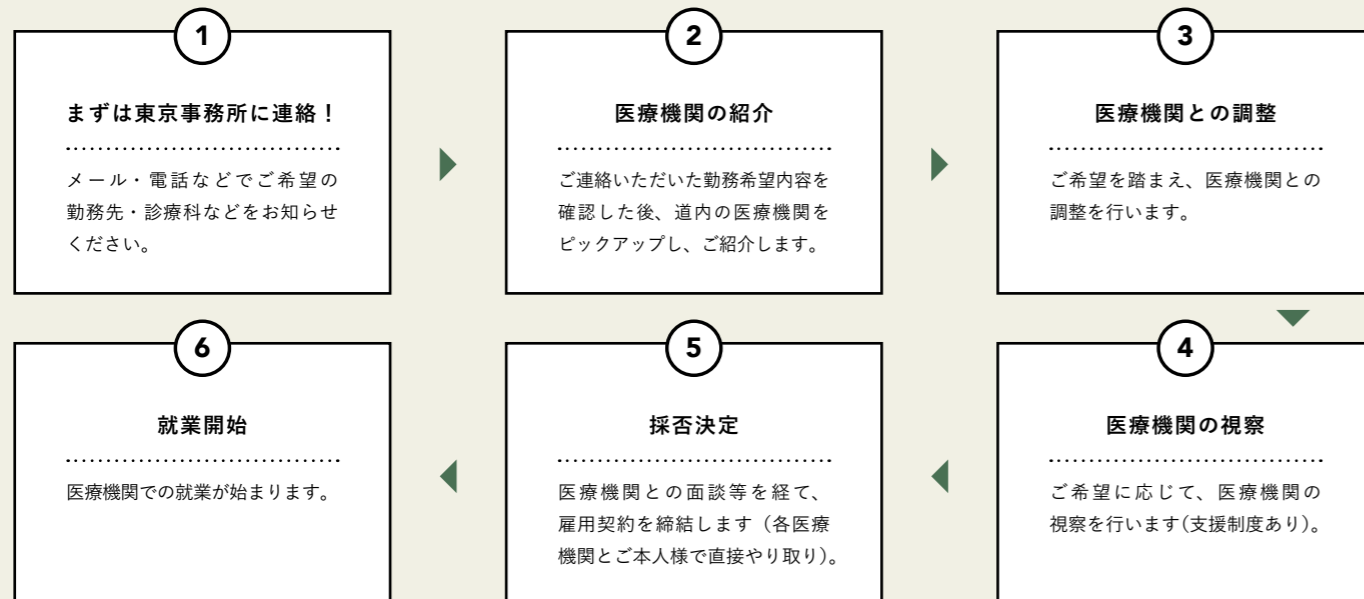 1
まずは東京事務所に連絡！
メール・電話などでご希望の
勤務先・診療科などをお知らせ
ください。
2
医療機関の紹介
ご連絡いただいた勤務希望内容を
確認した後、道内の医療機関を
ピックアップし、ご紹介します。
3
医療機関との調整
ご希望を踏まえ、医療機関との
調整を行います。
4
医療機関の視察
ご希望に応じて、医療機関の
視察を行います(支援制度あり)。
5
採否決定
医療機関との面談等を経て、
雇用契約を締結します（各医療
機関とご本人様で直接やり取り)。
6
就業開始
医療機関での就業が始まります。